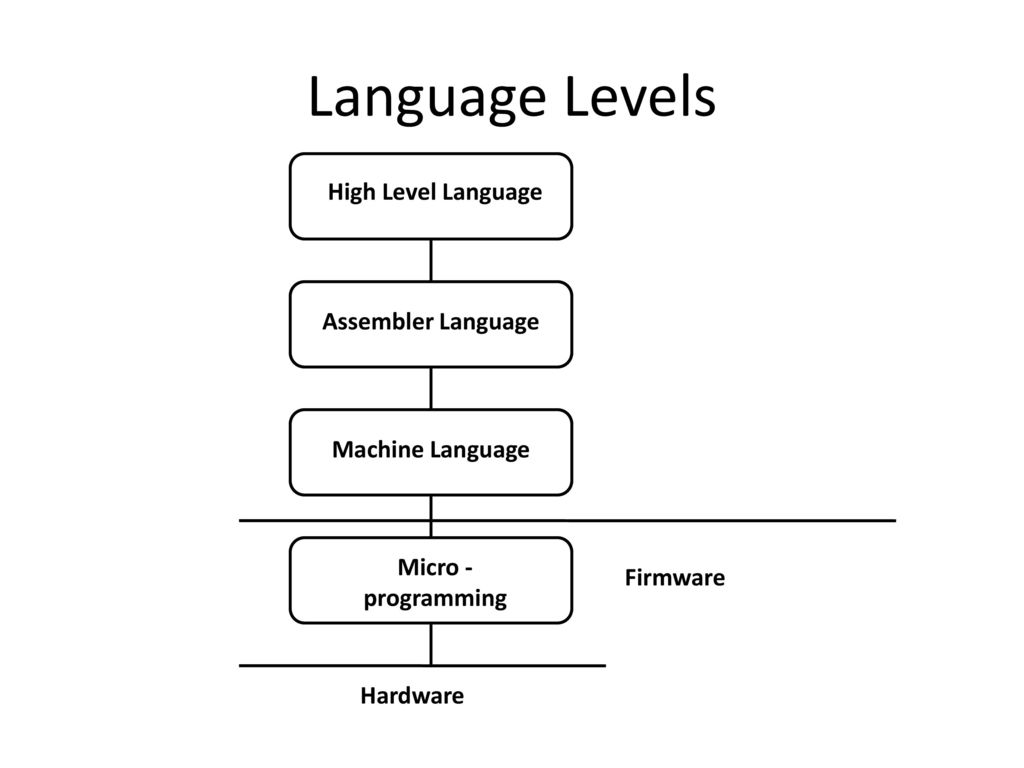 Language Levels
High Level Language
Assembler Language
Machine Language
Micro -
programming
Firmware
Hardware